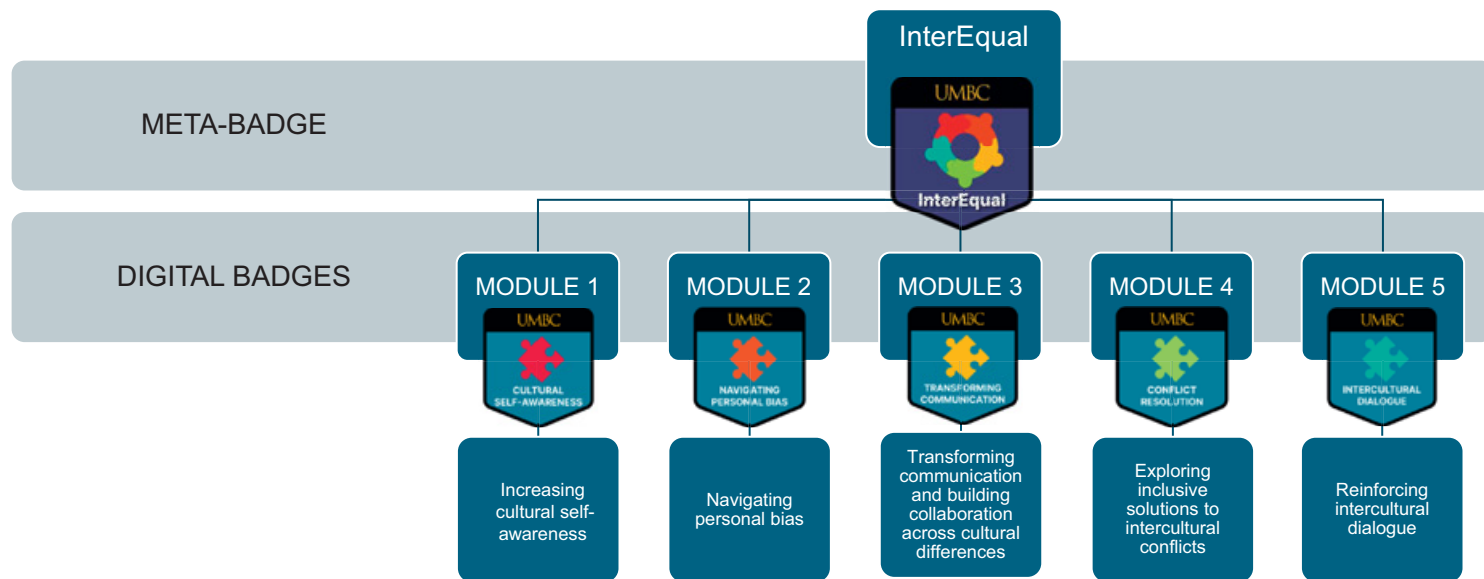 InterEqual
UMBC
InterEqual
META-BADGE
DIGITAL BADGES
MODULE 1
UMBC
CULTURAL
SELF-AWARENESS
MODULE 2
UMBC
NAVIGATING
PERSONAL BIAS
MODULE 3
UMBC
TRANSFORMING
COMMUNICATION
MODULE 4
UMBC
CONFLICT
RESOLUTION
MODULE 5
UMBC
INTERCULTURAL
DIALOGUE
Increasing
cultural self-
awareness
Navigating
personal bias
Transforming
communication
and building
collaboration
across cultural
differences
Exploring
inclusive
solutions to
intercultural
conflicts
Reinforcing
intercultural
dialogue